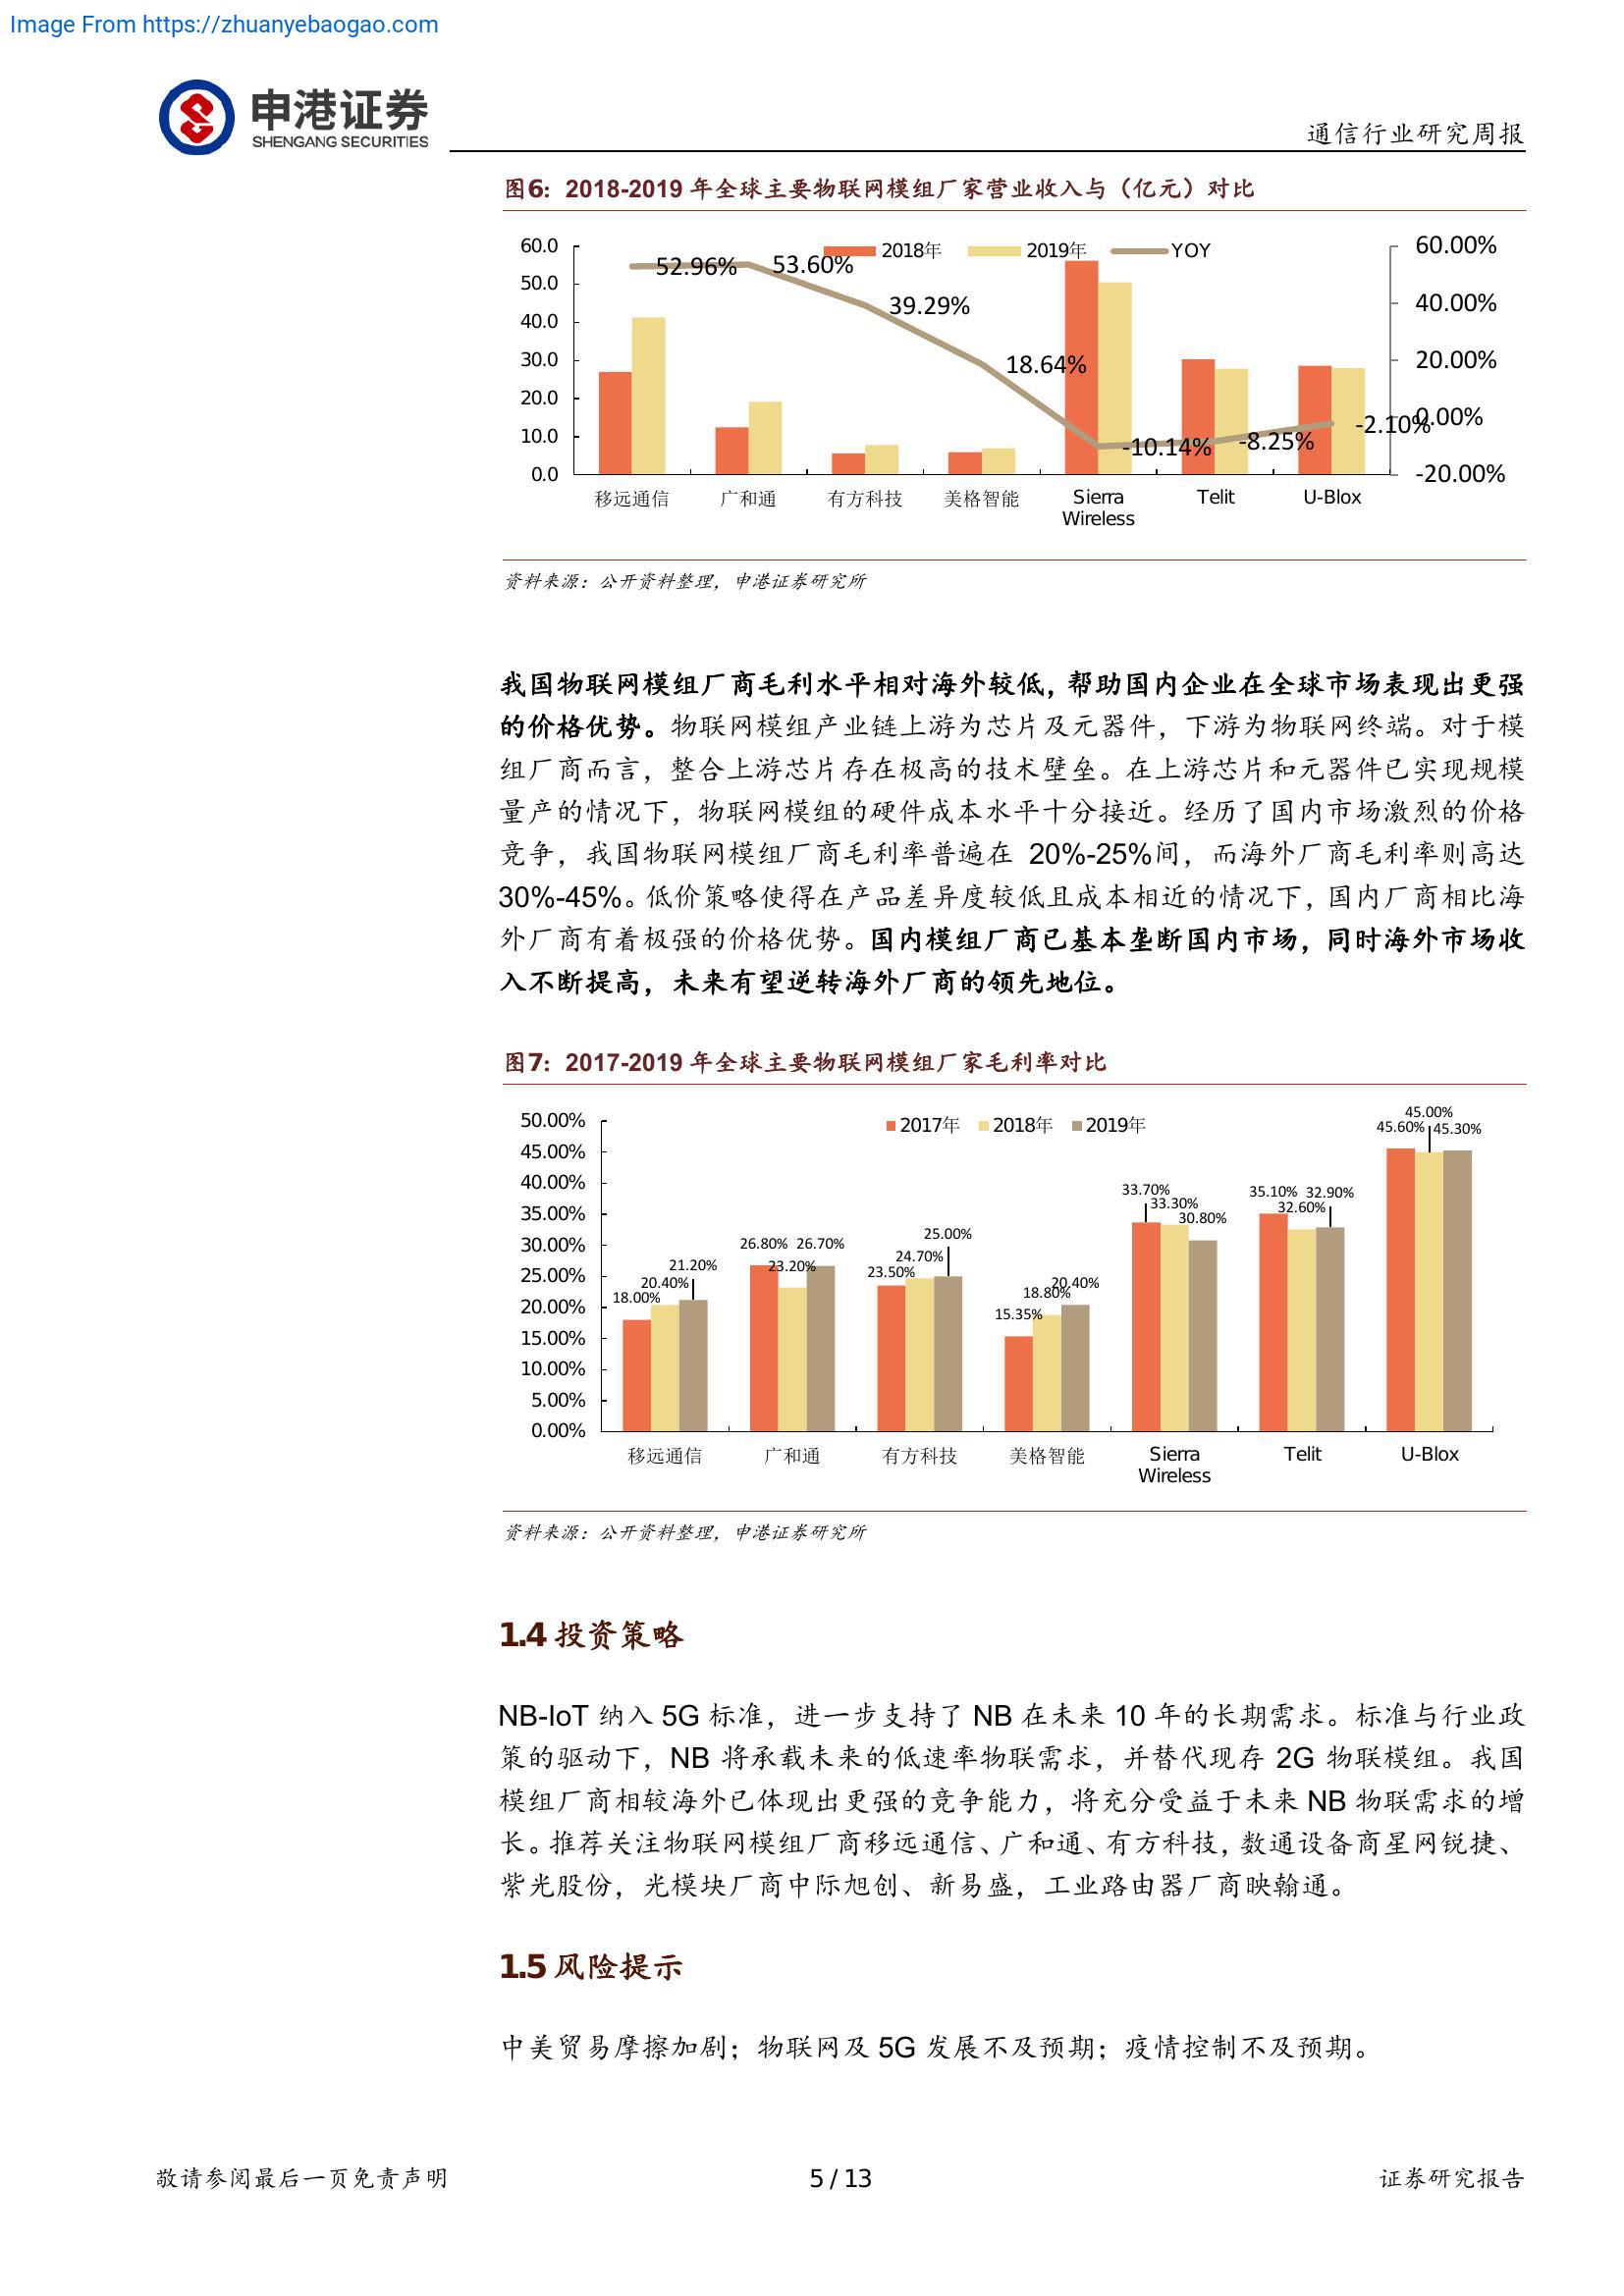 Image From https://zhuanyebaogao.com
申港证券
SHENGANG SECURITIES
通信行业研究周报
图6：2018-2019 年全球主要物联网模组厂家营业收入与（亿元）对比
2018年 2019年 YOY
60.0
50.0
40.0
30.0
20.0
10.0
0.0
60.00%
40.00%
20.00%
0.00%
-20.00%
52.96% 53.60% 39.29% 18.64% -10.14% -8.25% -2.10%
移远通信 广和通 有方科技 美格智能 Sierra Wireless Telit U-Blox
资料来源：公开资料整理，申港证券研究所
我国物联网模组厂商毛利水平相对海外较低，帮助国内企业在全球市场表现出更强
的价格优势。物联网模组产业链上游为芯片及元器件，下游为物联网终端。对于模
组厂商而言，整合上游芯片存在极高的技术壁垒。在上游芯片和元器件已实现规模
量产的情况下，物联网模组的硬件成本水平十分接近。经历了国内市场激烈的价格
竞争，我国物联网模组厂商毛利率普遍在 20%-25%间，而海外厂商毛利率则高达
30%-45%。低价策略使得在产品差异度较低且成本相近的情况下，国内厂商相比海
外厂商有着极强的价格优势。国内模组厂商已基本垄断国内市场，同时海外市场收
入不断提高，未来有望逆转海外厂商的领先地位。
图7：2017-2019 年全球主要物联网模组厂家毛利率对比
2017年 2018年 2019年
50.00%
45.00%
40.00%
35.00%
30.00%
25.00%
20.00%
15.00%
10.00%
5.00%
0.00%
18.00% 20.40% 21.20%
26.80% 23.20% 26.70%
23.50% 24.70% 25.00%
15.35% 18.80% 20.40%
33.70% 33.30% 30.80%
35.10% 32.60% 32.90%
45.60% 45.00% 45.30%
移远通信 广和通 有方科技 美格智能 Sierra Wireless Telit U-Blox
资料来源：公开资料整理，申港证券研究所
1.4 投资策略
NB-IoT 纳入 5G 标准，进一步支持了 NB 在未来 10 年的长期需求。标准与行业政
策的驱动下，NB 将承载未来的低速率物联需求，并替代现存 2G 物联模组。我国
模组厂商相较海外已体现出更强的竞争能力，将充分受益于未来 NB 物联需求的增
长。推荐关注物联网模组厂商移远通信、广和通、有方科技，数通设备商星网锐捷、
紫光股份，光模块厂商中际旭创、新易盛，工业路由器厂商映翰通。
1.5 风险提示
中美贸易摩擦加剧；物联网及 5G 发展不及预期；疫情控制不及预期。
敬请参阅最后一页免责声明
5 / 13
证券研究报告